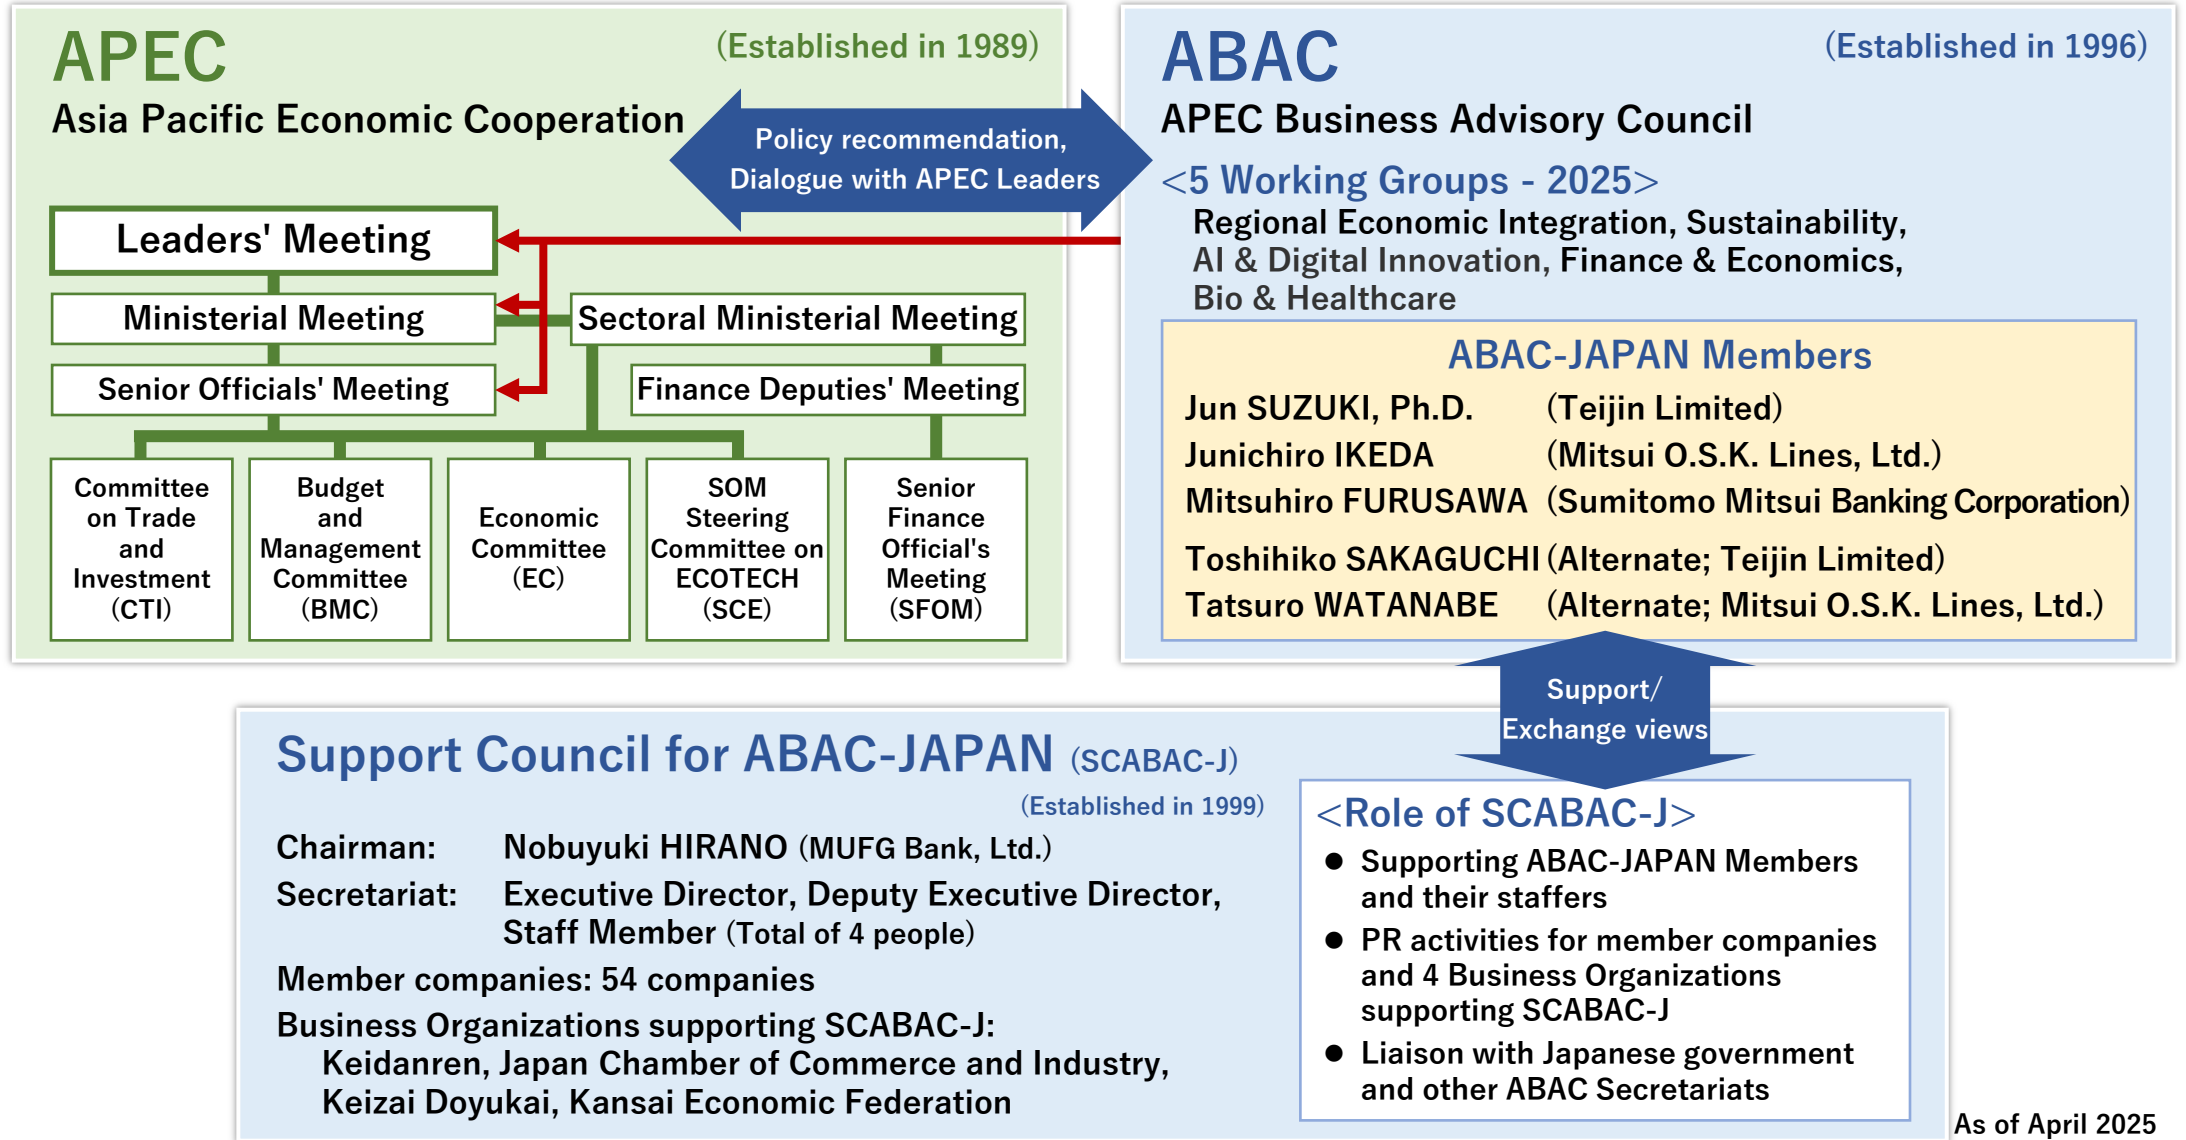 APEC
(Established in 1989)
Asia Pacific Economic Cooperation
Policy recommendation,
Dialogue with APEC Leaders
Leaders' Meeting
Ministerial Meeting
Sectoral Ministerial Meeting
Senior Officials' Meeting
Finance Deputies' Meeting
Committee
on Trade
and
Investment
(CTI)
Budget
and
Management
Committee
(BMC)
Economic
Committee
(EC)
SOM
Steering
Committee on
ECOTECH
(SCE)
Senior
Finance
Official's
Meeting
(SFOM)
ABAC
(Established in 1996)
APEC Business Advisory Council
<5 Working Groups - 2025>
Regional Economic Integration, Sustainability,
AI & Digital Innovation, Finance & Economics,
Bio & Healthcare
ABAC-JAPAN Members
Jun SUZUKI, Ph.D. (Teijin Limited)
Junichiro IKEDA (Mitsui O.S.K. Lines, Ltd.)
Mitsuhiro FURUSAWA (Sumitomo Mitsui Banking Corporation)
Toshihiko SAKAGUCHI (Alternate; Teijin Limited)
Tatsuro WATANABE (Alternate; Mitsui O.S.K. Lines, Ltd.)
Support/
Exchange views
Support Council for ABAC-JAPAN (SCABAC-J)
(Established in 1999)
Chairman: Nobuyuki HIRANO (MUFG Bank, Ltd.)
Secretariat: Executive Director, Deputy Executive Director,
Staff Member (Total of 4 people)
Member companies: 54 companies
Business Organizations supporting SCABAC-J:
Keidanren, Japan Chamber of Commerce and Industry,
Keizai Doyukai, Kansai Economic Federation
<Role of SCABAC-J>
● Supporting ABAC-JAPAN Members
and their staffers
● PR activities for member companies
and 4 Business Organizations
supporting SCABAC-J
● Liaison with Japanese government
and other ABAC Secretariats
As of April 2025